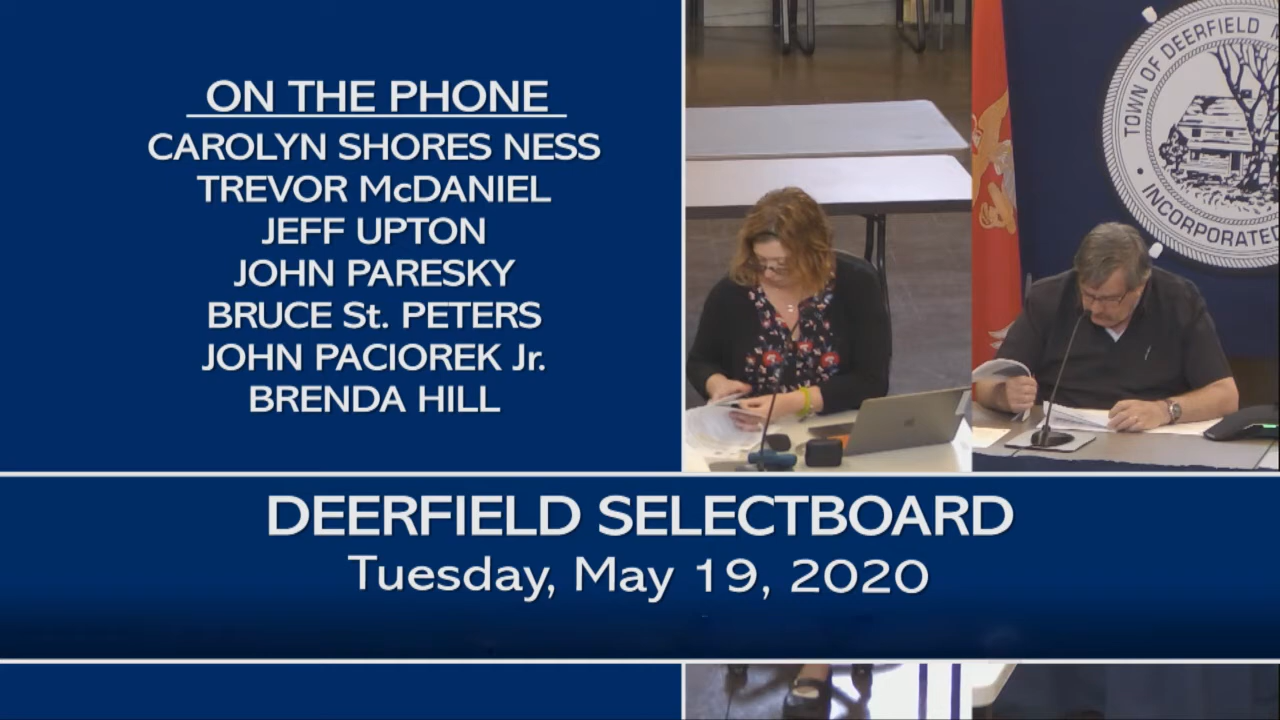 ON THE PHONE
CAROLYN SHORES NESS
TREVOR McDANIEL
JEFF UPTON
JOHN PARESKY
BRUCE St. PETERS
JOHN PACIOREK Jr.
BRENDA HILL
TOWN OF DEERFIELD
INCORPORATED
DEERFIELD SELECTBOARD
Tuesday, May 19, 2020